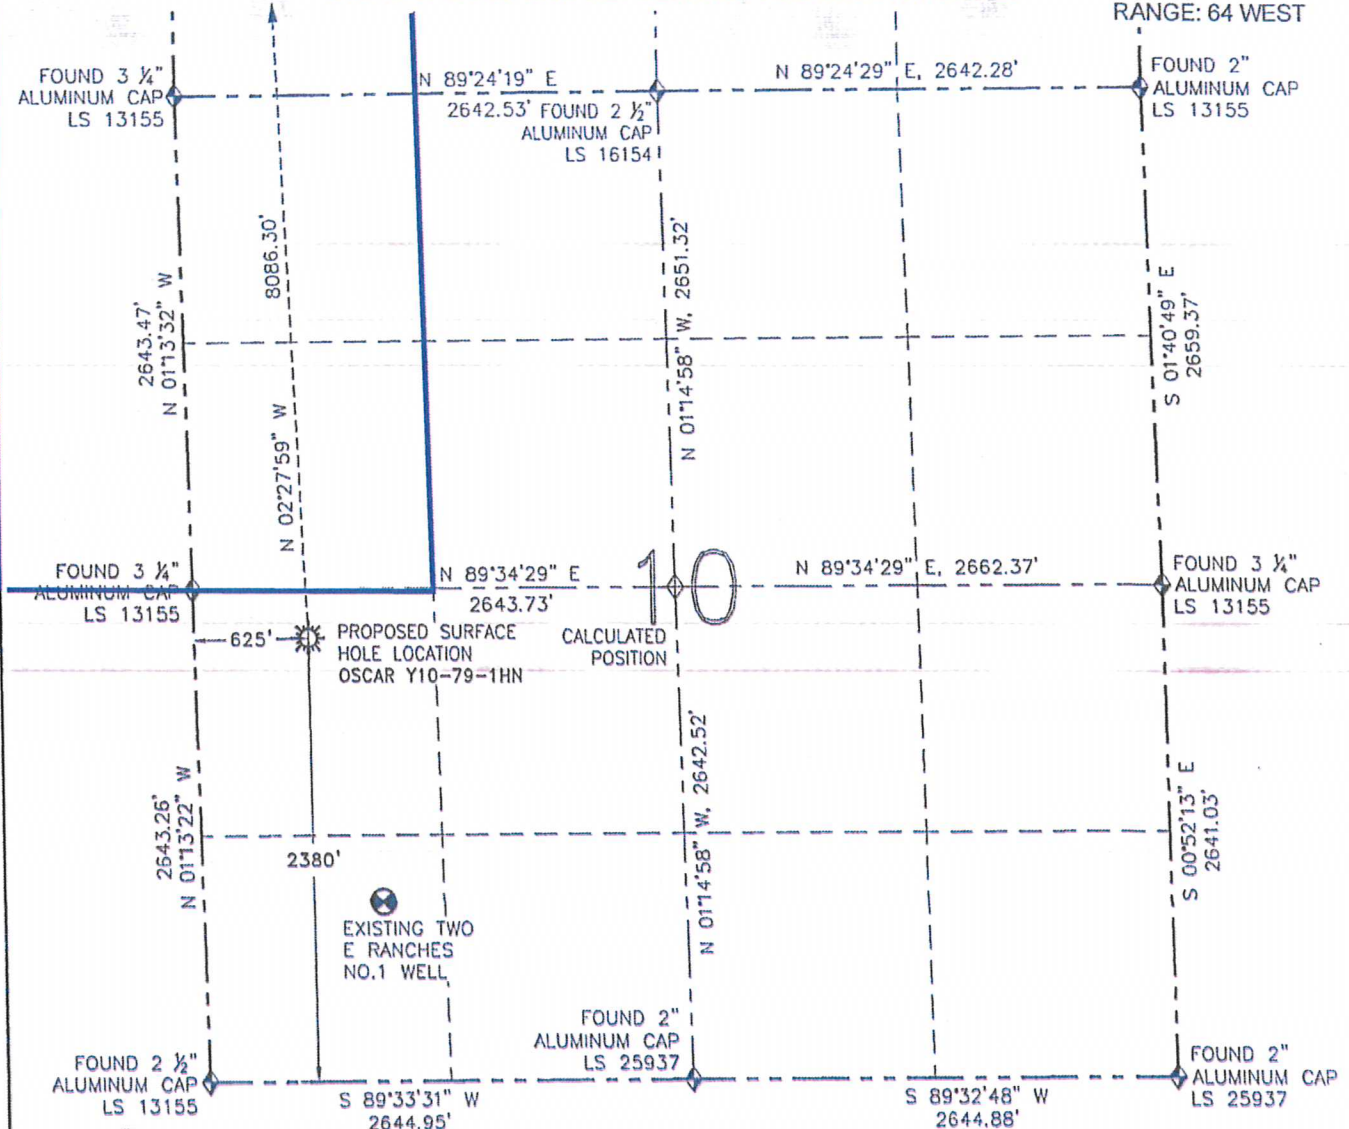 RANGE: 64 WEST
FOUND 3 ¼"
ALUMINUM CAP
LS 13155
N 89°24'19" E
2642.53'
FOUND 2 ½"
ALUMINUM CAP
LS 16154
N 89°24'29" E, 2642.28'
FOUND 2"
ALUMINUM CAP
LS 13155
8086.30'
N 02°27'59" W
2643.47'
N 01°13'32" W
N 01°14'58" W, 2651.32'
S 01°40'49" E
2659.37'
FOUND 3 ¼"
ALUMINUM CAP
LS 13155
N 89°34'29" E
2643.73'
10
N 89°34'29" E, 2662.37'
FOUND 3 ¼"
ALUMINUM CAP
LS 13155
625'
PROPOSED SURFACE
HOLE LOCATION
OSCAR Y10-79-1HN
CALCULATED
POSITION
2643.26'
N 01°13'22" W
2380'
N 01°14'58" W, 2642.52'
S 00°52'13" E
2641.03'
EXISTING TWO
E RANCHES
NO.1 WELL
FOUND 2 ½"
ALUMINUM CAP
LS 13155
S 89°33'31" W
2644.95'
FOUND 2"
ALUMINUM CAP
LS 25937
S 89°32'48" W
2644.88'
FOUND 2"
ALUMINUM CAP
LS 25937